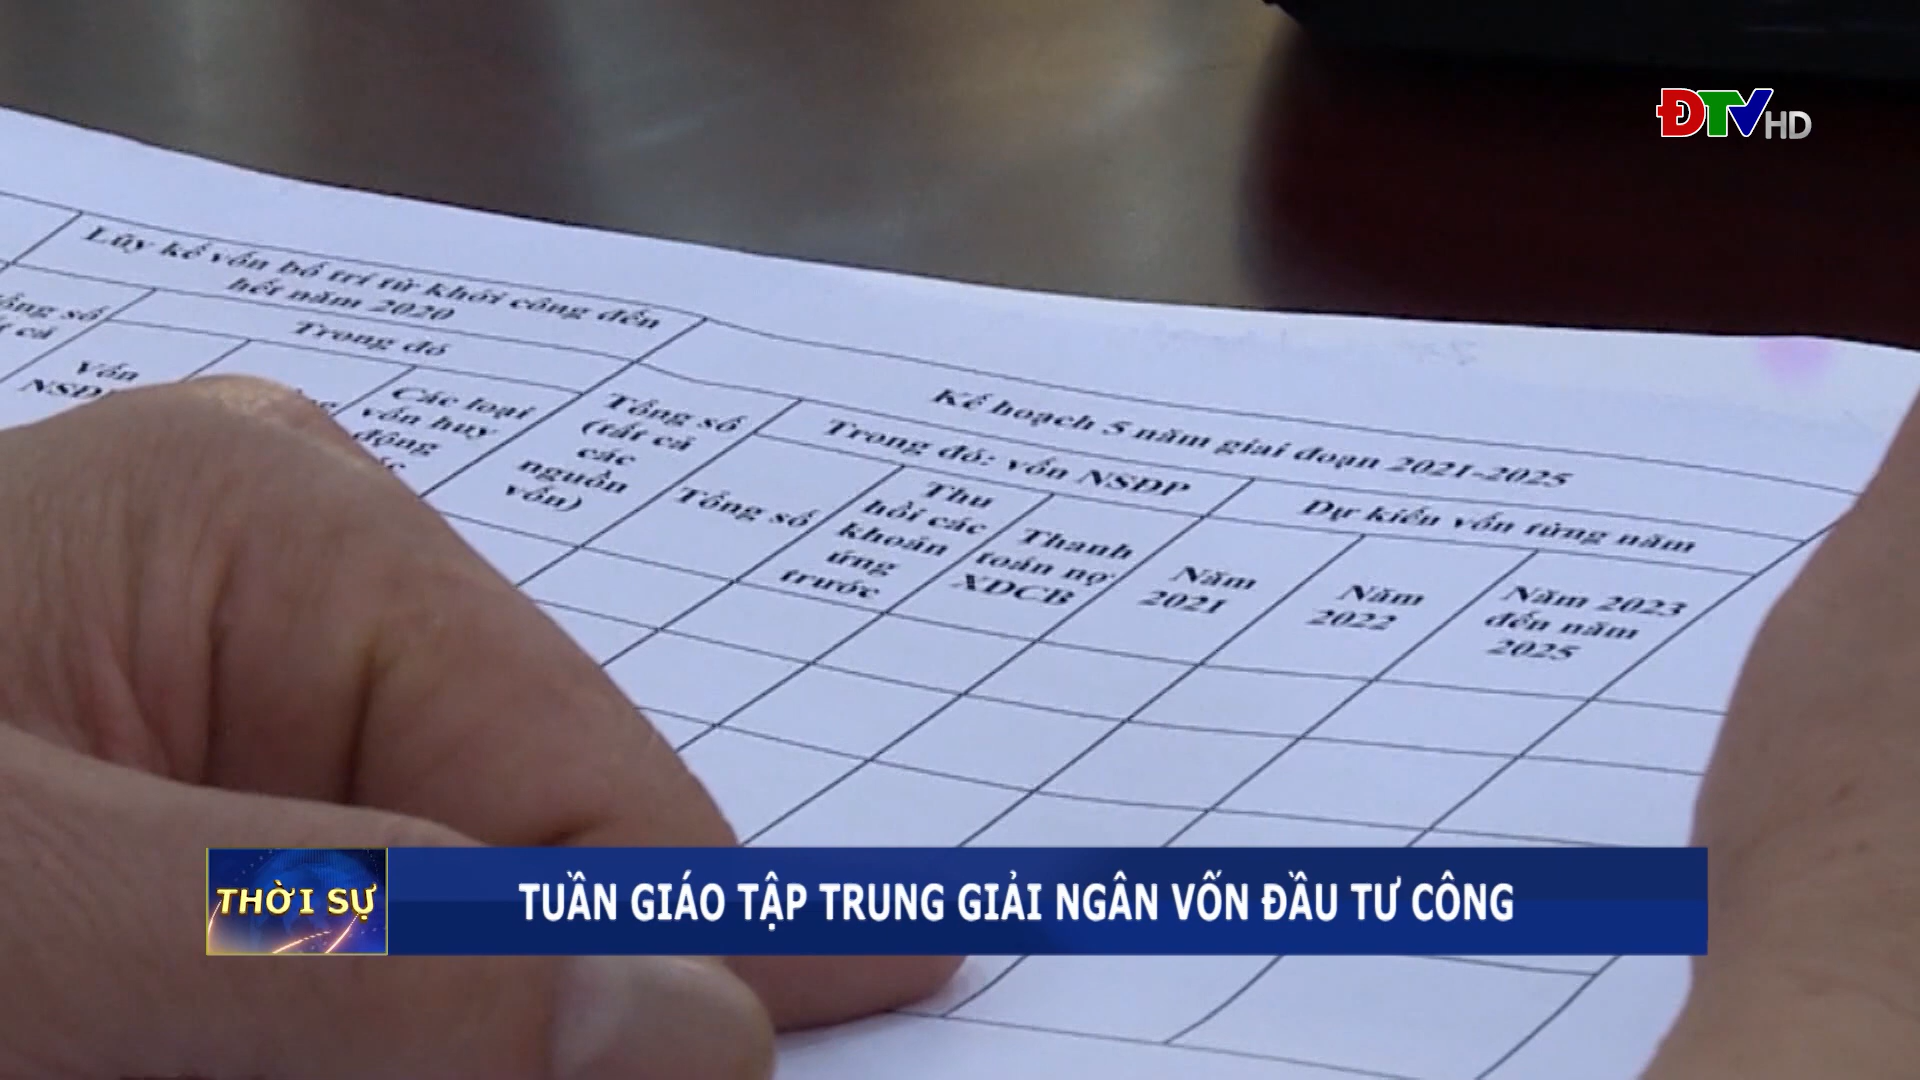 ĐTV HD
Lũy kế vốn bố trí từ khởi công đến
hết năm 2020
Trong đó
Vốn
Các loại
vốn huy
động
Tổng số
(tất cả
các
nguồn
vốn)
Kế hoạch 5 năm giai đoạn 2021-2025
Trong đó: vốn NSĐP
Tổng số
Thu
hồi các
khoản
ứng
trước
Thanh
toán nợ
XDCB
Dự kiến vốn từng năm
Năm
2021
Năm
2022
Năm 2023
đến năm
2025
THỜI SỰ
TUẦN GIÁO TẬP TRUNG GIẢI NGÂN VỐN ĐẦU TƯ CÔNG